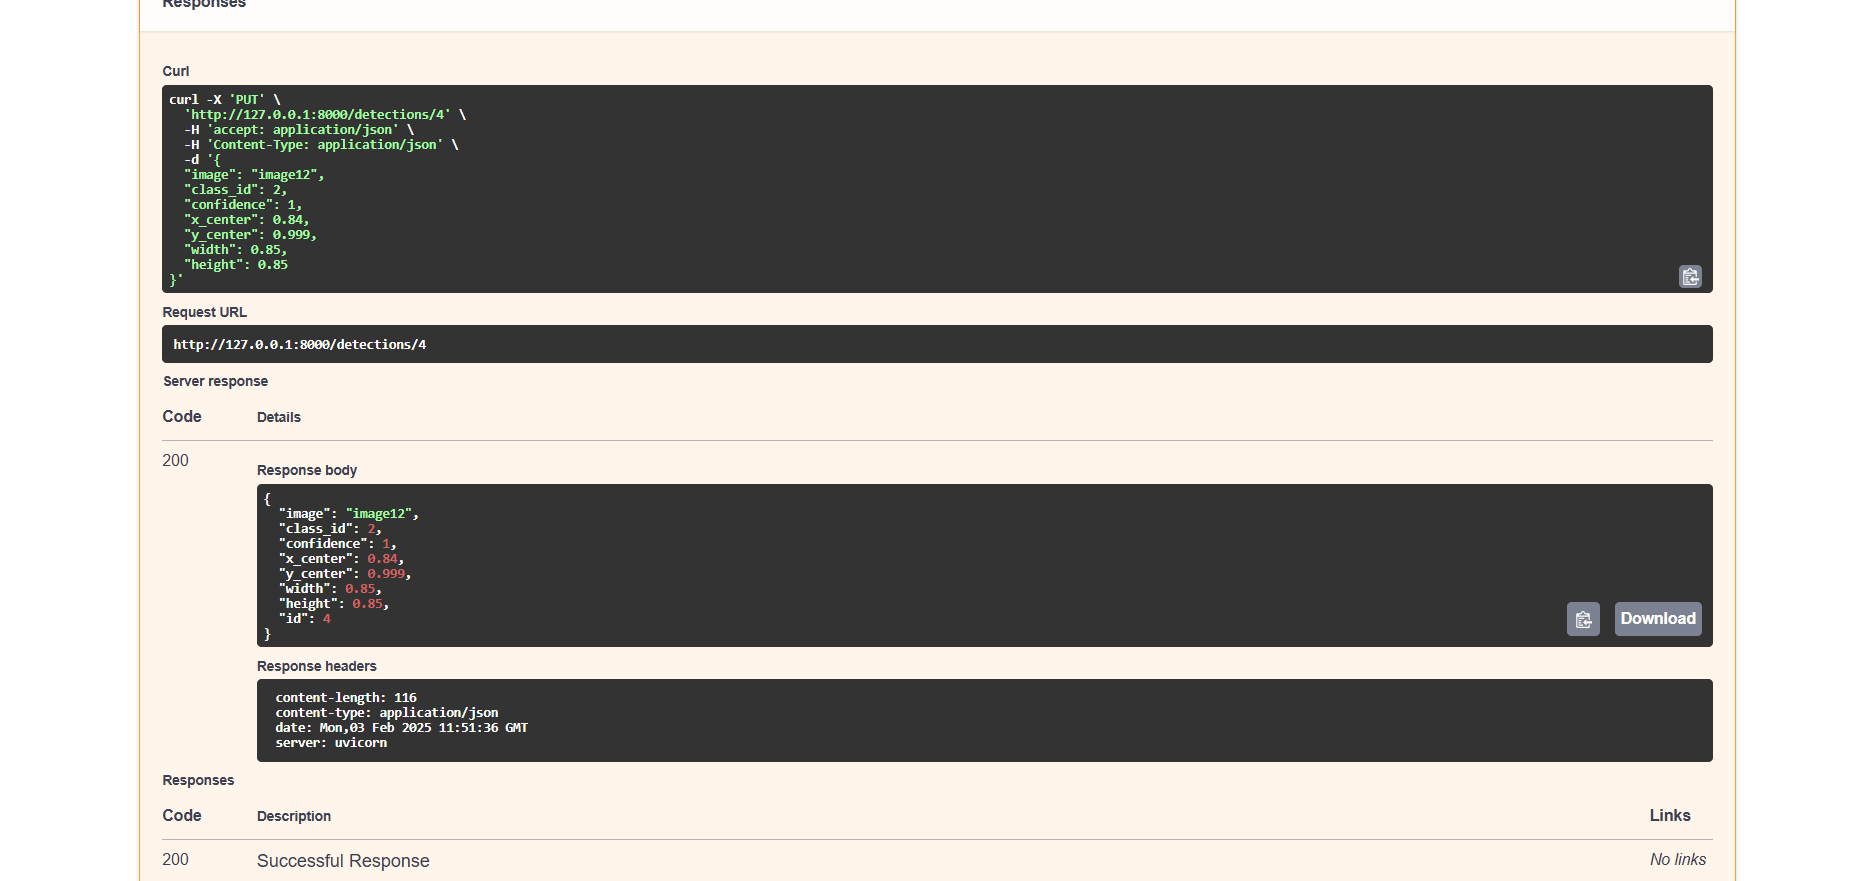 Responses
Curl
curl -X 'PUT' \
  'http://127.0.0.1:8000/detections/4' \
  -H 'accept: application/json' \
  -H 'Content-Type: application/json' \
  -d '{
  "image": "image12",
  "class_id": 2,
  "confidence": 1,
  "x_center": 0.84,
  "y_center": 0.999,
  "width": 0.85,
  "height": 0.85
}'
Request URL
http://127.0.0.1:8000/detections/4
Server response
Code Details
200
Response body
{
  "image": "image12",
  "class_id": 2,
  "confidence": 1,
  "x_center": 0.84,
  "y_center": 0.999,
  "width": 0.85,
  "height": 0.85,
  "id": 4
}
Download
Response headers
content-length: 116
content-type: application/json
date: Mon,03 Feb 2025 11:51:36 GMT
server: uvicorn
Responses
Code Description Links
200 Successful Response No links